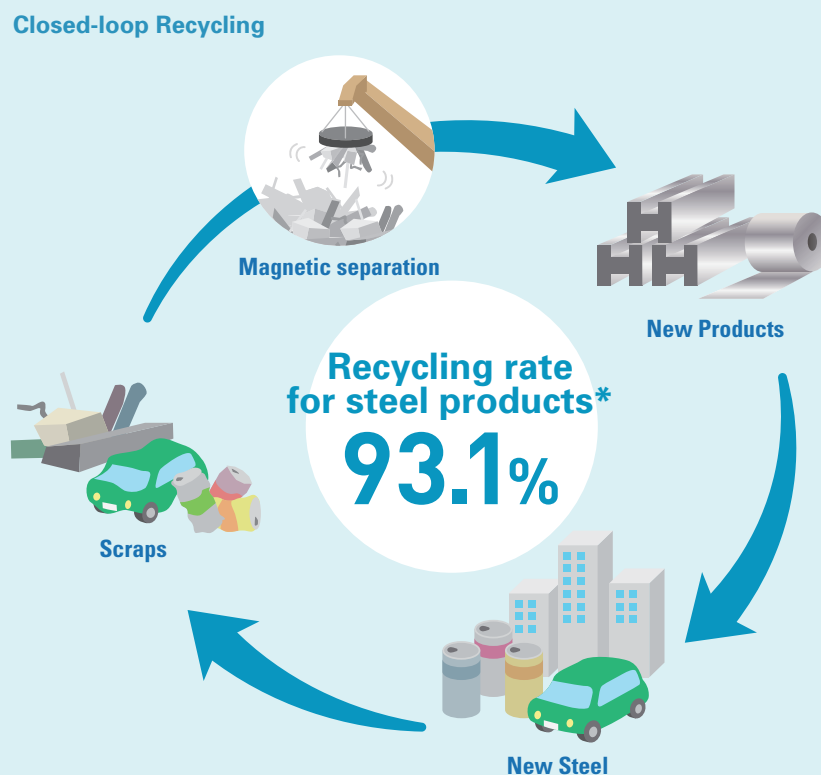 Closed-loop Recycling
Magnetic separation
New Products
Recycling rate
for steel products*
93.1%
Scraps
New Steel